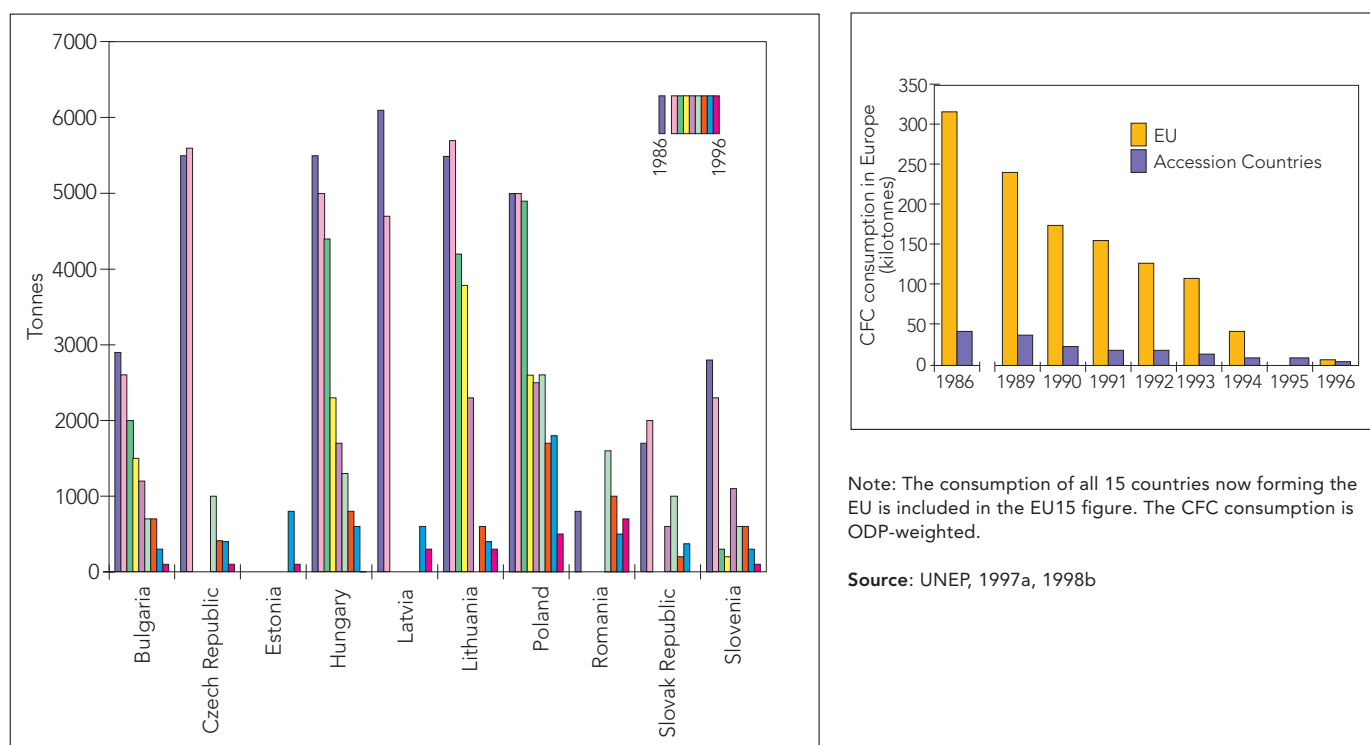 7000
6000
5000
4000
3000
2000
1000
0
Tonnes
1986
1996
Bulgaria
Czech Republic
Estonia
Hungary
Latvia
Lithuania
Poland
Romania
Slovak Republic
Slovenia
CFC consumption in Europe
(kilotonnes)
350
300
250
200
150
100
50
0
EU
Accession Countries
1986 1989 1990 1991 1992 1993 1994 1995 1996
Note: The consumption of all 15 countries now forming the
EU is included in the EU15 figure. The CFC consumption is
ODP-weighted.
Source: UNEP, 1997a, 1998b